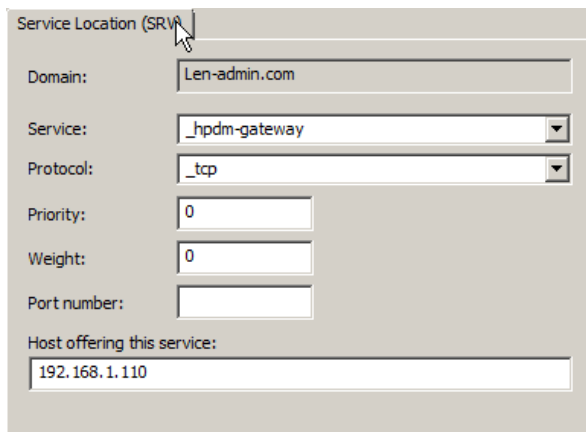 Service Location (SRV)
Domain: Len-admin.com
Service: _hpdm-gateway
Protocol: _tcp
Priority: 0
Weight: 0
Port number:
Host offering this service:
192.168.1.110